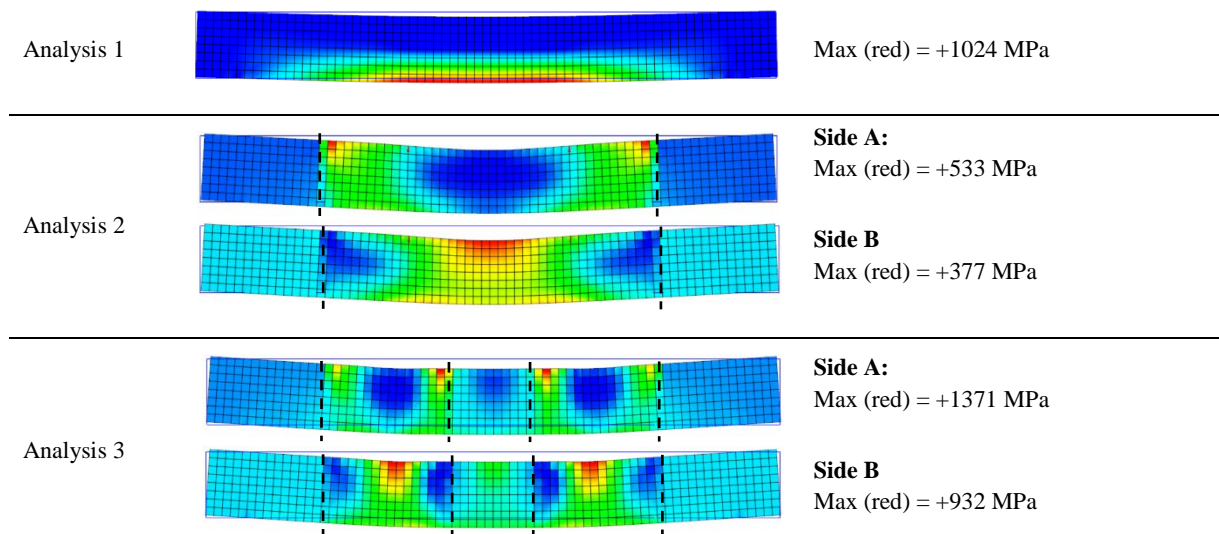 Analysis 1
Max (red) = +1024 MPa
Side A:
Max (red) = +533 MPa
Analysis 2
Side B
Max (red) = +377 MPa
Side A:
Max (red) = +1371 MPa
Analysis 3
Side B
Max (red) = +932 MPa